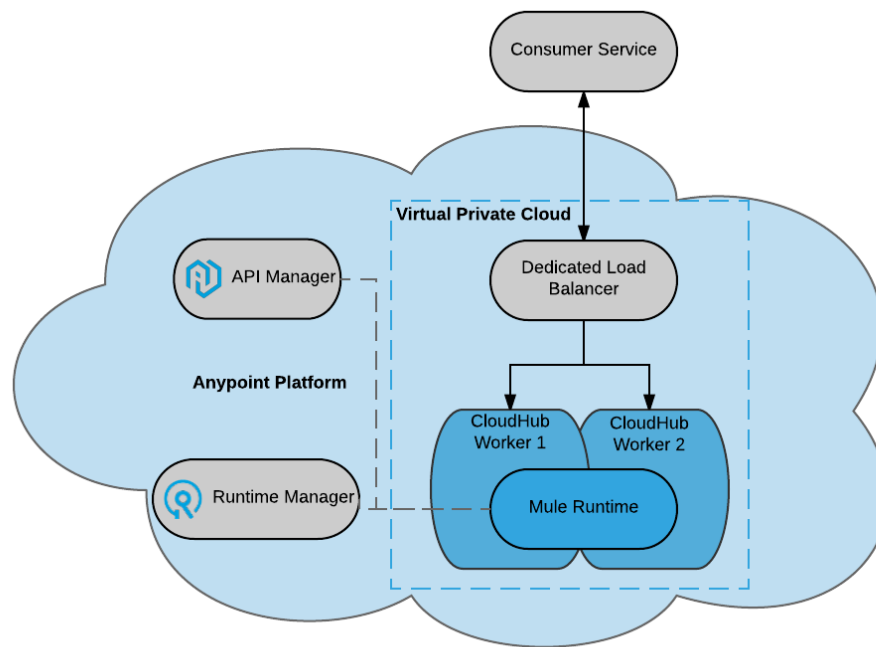 Consumer Service
Virtual Private Cloud
API Manager
Dedicated Load
Balancer
Anypoint Platform
CloudHub
Worker 1
CloudHub
Worker 2
Runtime Manager
Mule Runtime